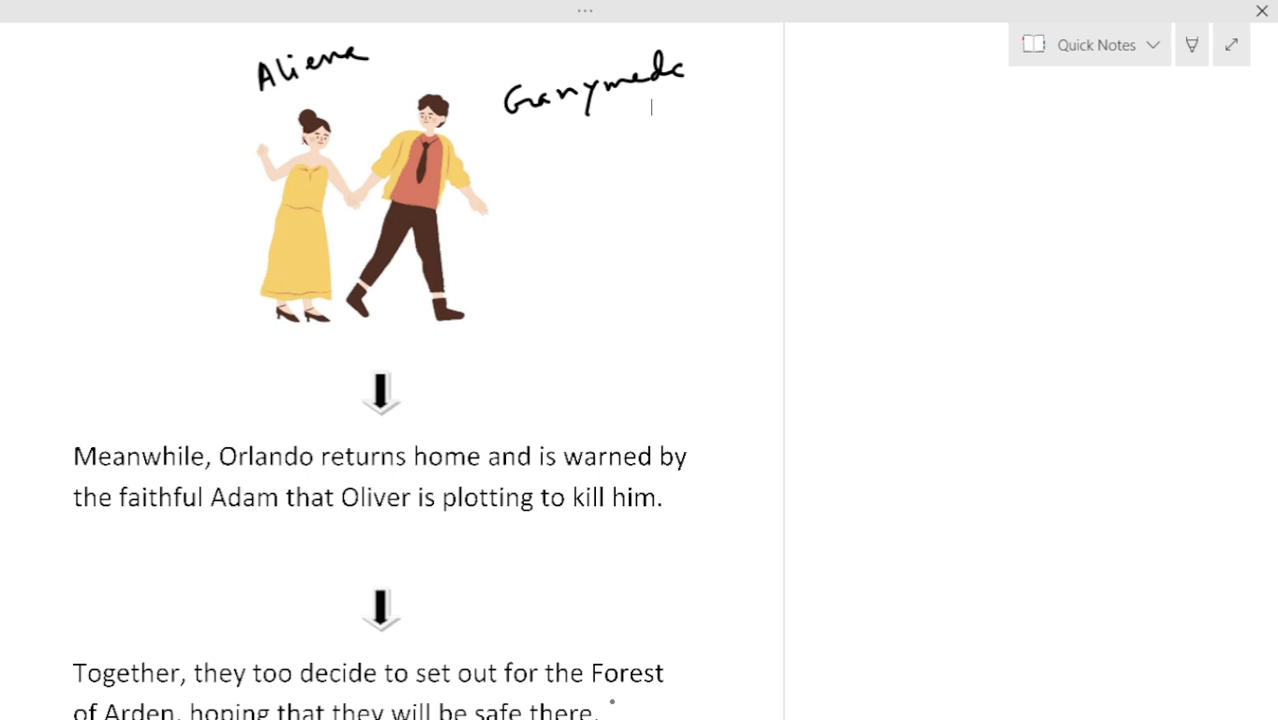 Quick Notes
Aliena
Ganymede
Meanwhile, Orlando returns home and is warned by
the faithful Adam that Oliver is plotting to kill him.
Together, they too decide to set out for the Forest
of Arden, hoping that they will be safe there.